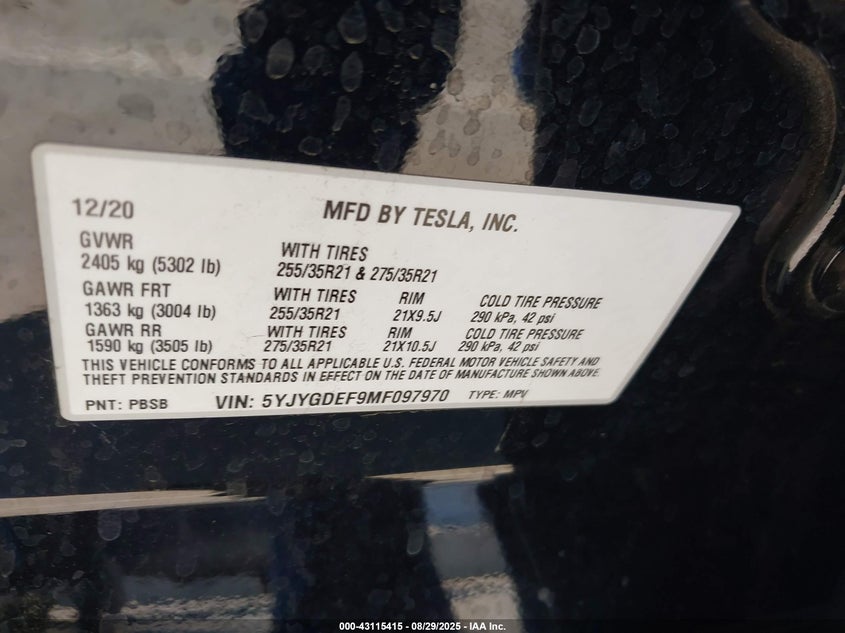 12/20 MFD BY TESLA, INC.
GVWR WITH TIRES
2405 kg (5302 lb) 255/35R21 & 275/35R21
GAWR FRT WITH TIRES RIM COLD TIRE PRESSURE
1363 kg (3004 lb) 255/35R21 21X9.5J 290 kPa, 42 psi
GAWR RR WITH TIRES RIM COLD TIRE PRESSURE
1590 kg (3505 lb) 275/35R21 21X10.5J 290 kPa, 42 psi
THIS VEHICLE CONFORMS TO ALL APPLICABLE U.S. FEDERAL MOTOR VEHICLE SAFETY AND
THEFT PREVENTION STANDARDS IN EFFECT ON THE DATE OF MANUFACTURE SHOWN ABOVE.
PNT: PBSB VIN: 5YJYGDEF9MF097970 TYPE: MPV
000-43115415 - 08/29/2025 - IAA Inc.